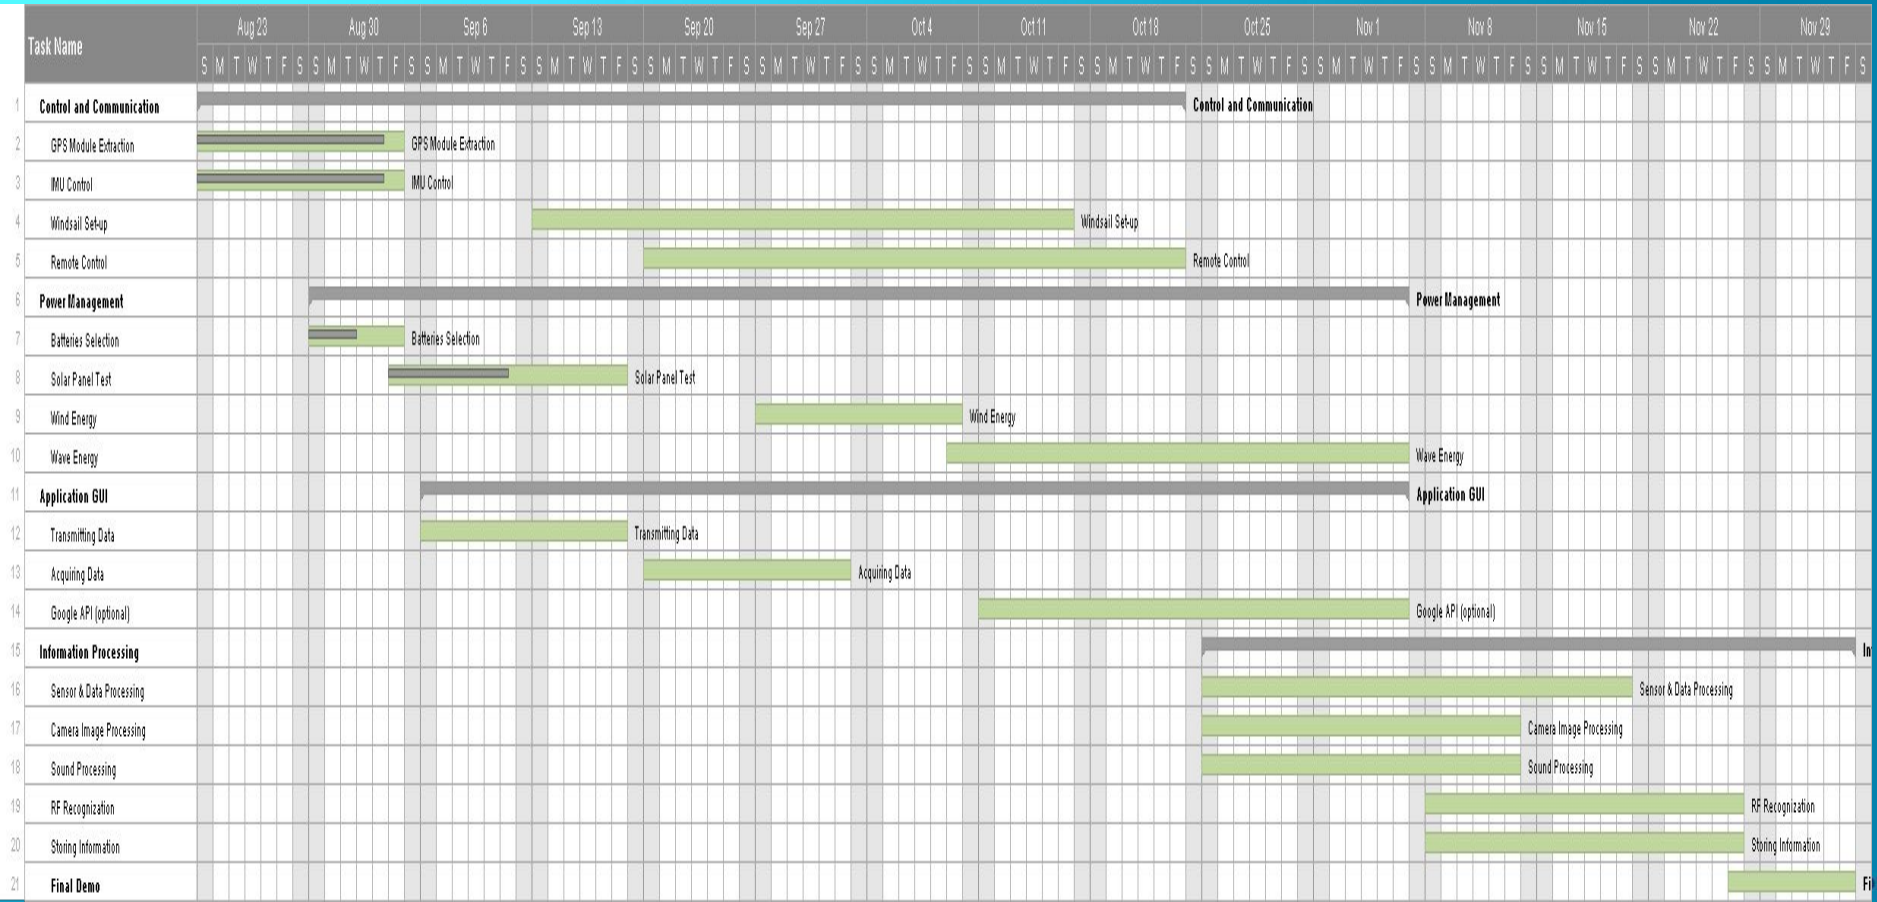 Task Name
Aug 23 Aug 30 Sep 6 Sep 13 Sep 20 Sep 27 Oct 4 Oct 11 Oct 18 Oct 25 Nov 1 Nov 8 Nov 15 Nov 22 Nov 29
S M T W T F S S M T W T F S S M T W T F S S M T W T F S S M T W T F S S M T W T F S S M T W T F S S M T W T F S S M T W T F S S M T W T F S S M T W T F S S M T W T F S S M T W T F S S M T W T F S S M T W T F S
1 Control and Communication Control and Communication
2 GPS Module Extraction GPS Module Extraction
3 IMU Control IMU Control
4 Windsail Set-up Windsail Set-up
5 Remote Control Remote Control
6 Power Management Power Management
7 Batteries Selection Batteries Selection
8 Solar Panel Test Solar Panel Test
9 Wind Energy Wind Energy
10 Wave Energy Wave Energy
11 Application GUI Application GUI
12 Transmitting Data Transmitting Data
13 Acquiring Data Acquiring Data
14 Google API (optional) Google API (optional)
15 Information Processing
16 Sensor & Data Processing Sensor & Data Processing
17 Camera Image Processing Camera Image Processing
18 Sound Processing Sound Processing
19 RF Recognization RF Recognization
20 Storing Information Storing Information
21 Final Demo